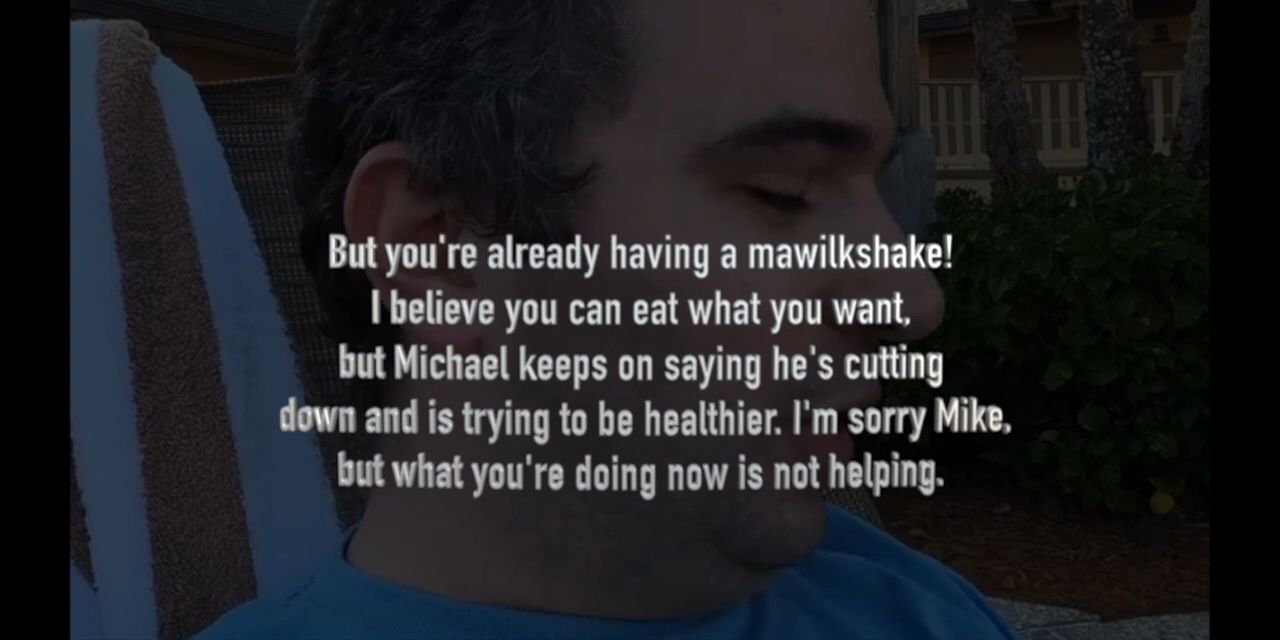 But you're already having a mawilkshake!
I believe you can eat what you want,
but Michael keeps on saying he's cutting
down and is trying to be healthier. I'm sorry Mike,
but what you're doing now is not helping.